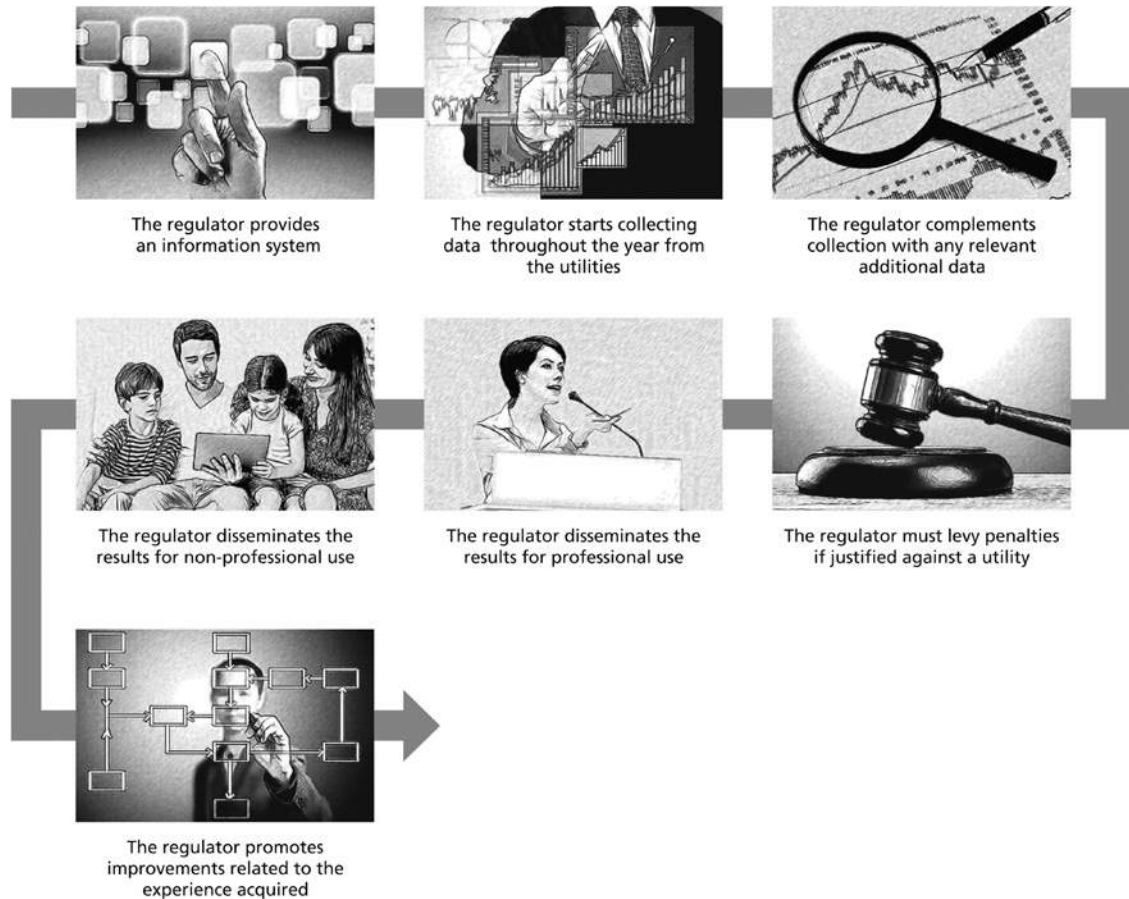 The regulator provides
an information system
The regulator starts collecting
data throughout the year from
the utilities
The regulator complements
collection with any relevant
additional data
The regulator disseminates the
results for non-professional use
The regulator disseminates the
results for professional use
The regulator must levy penalties
if justified against a utility
The regulator promotes
improvements related to the
experience acquired